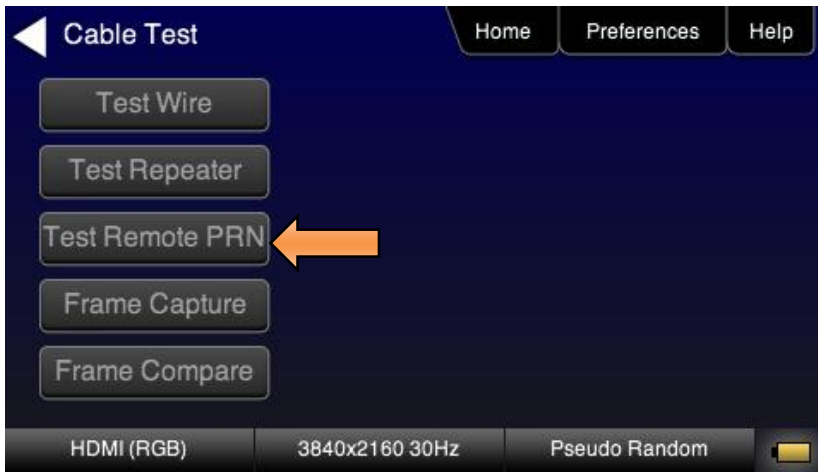 Cable Test
Home
Preferences
Help
Test Wire
Test Repeater
Test Remote PRN
Frame Capture
Frame Compare
HDMI (RGB)
3840x2160 30Hz
Pseudo Random